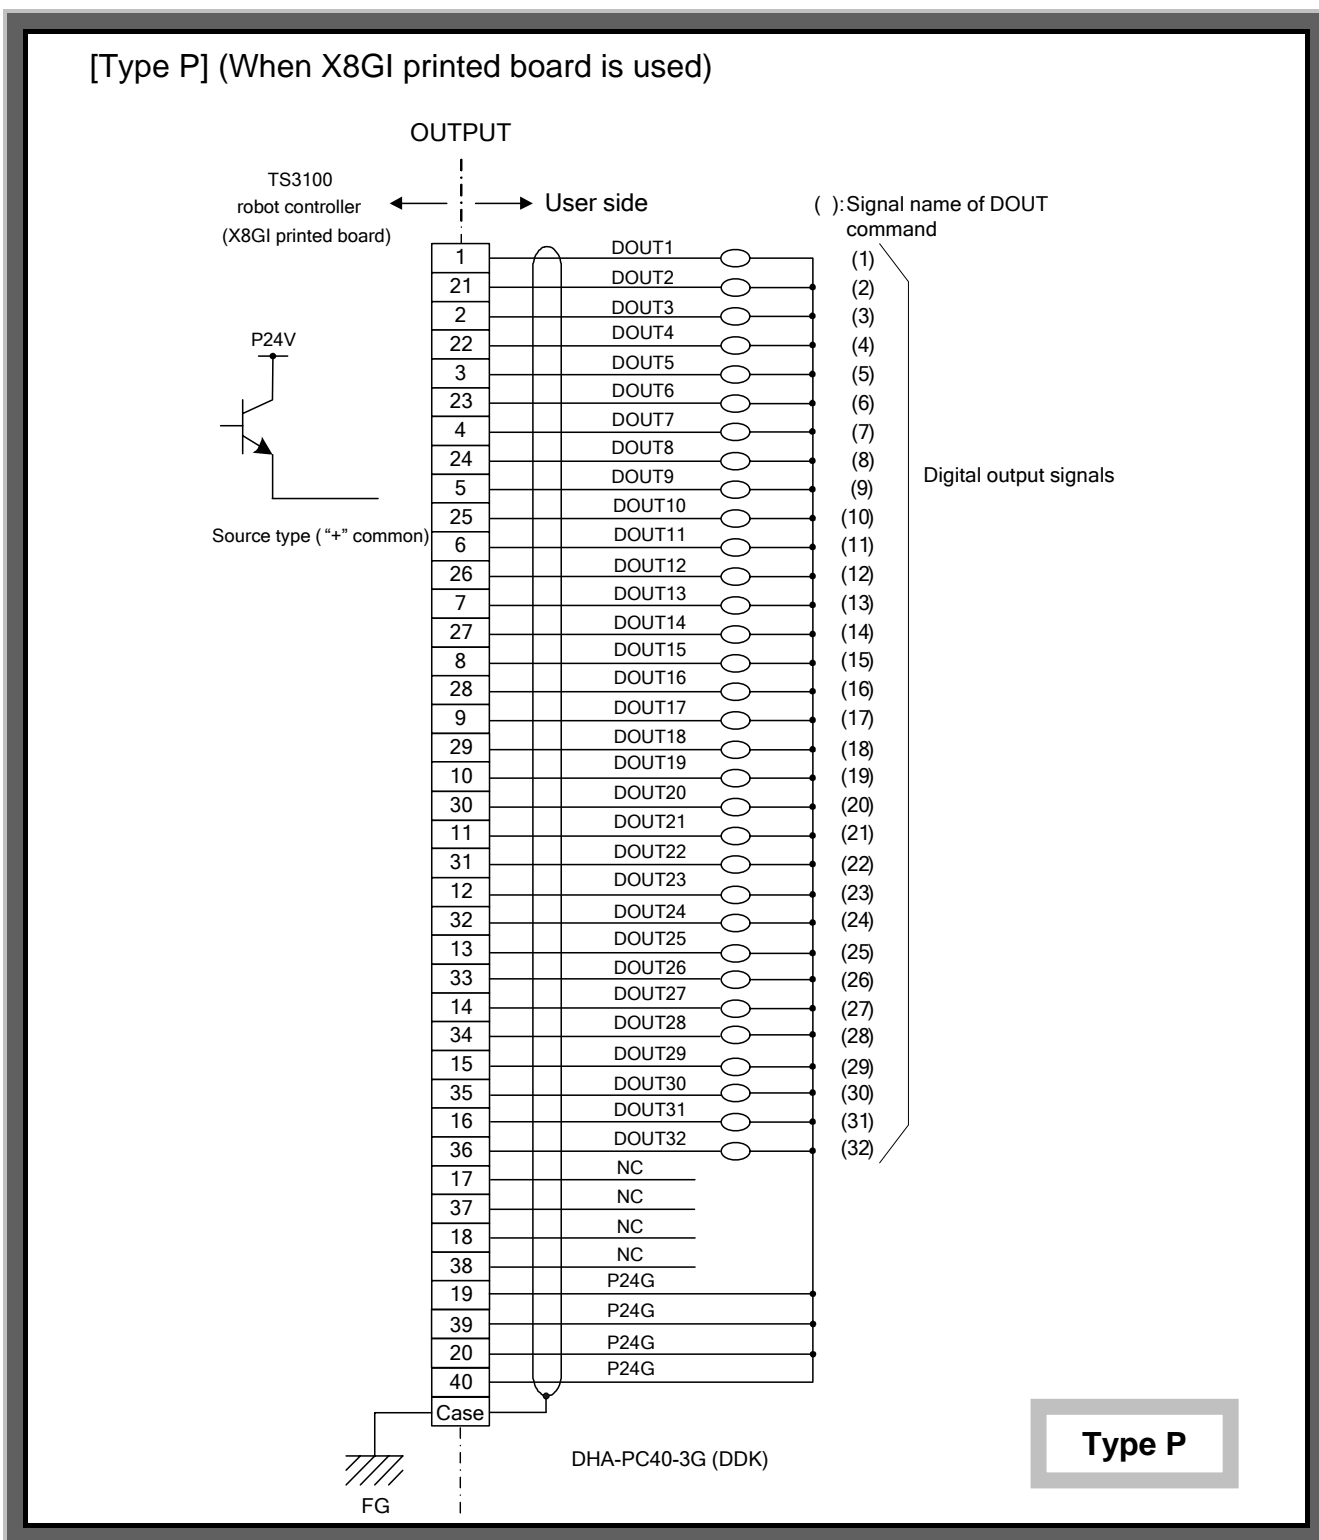 [Type P] (When X8GI printed board is used)
OUTPUT
TS3100
robot controller
(X8GI printed board)
User side
( ):Signal name of DOUT
command
1 DOUT1 (1)
21 DOUT2 (2)
2 DOUT3 (3)
22 DOUT4 (4)
3 DOUT5 (5)
23 DOUT6 (6)
4 DOUT7 (7)
24 DOUT8 (8)
5 DOUT9 (9)
25 DOUT10 (10)
6 DOUT11 (11)
26 DOUT12 (12)
7 DOUT13 (13)
27 DOUT14 (14)
8 DOUT15 (15)
28 DOUT16 (16)
9 DOUT17 (17)
29 DOUT18 (18)
10 DOUT19 (19)
30 DOUT20 (20)
11 DOUT21 (21)
31 DOUT22 (22)
12 DOUT23 (23)
32 DOUT24 (24)
13 DOUT25 (25)
33 DOUT26 (26)
14 DOUT27 (27)
34 DOUT28 (28)
15 DOUT29 (29)
35 DOUT30 (30)
16 DOUT31 (31)
36 DOUT32 (32)
17 NC
37 NC
18 NC
38 NC
19 P24G
39 P24G
20 P24G
40 P24G
Case
P24V
Source type ( “+” common)
Digital output signals
FG
DHA-PC40-3G (DDK)
Type P